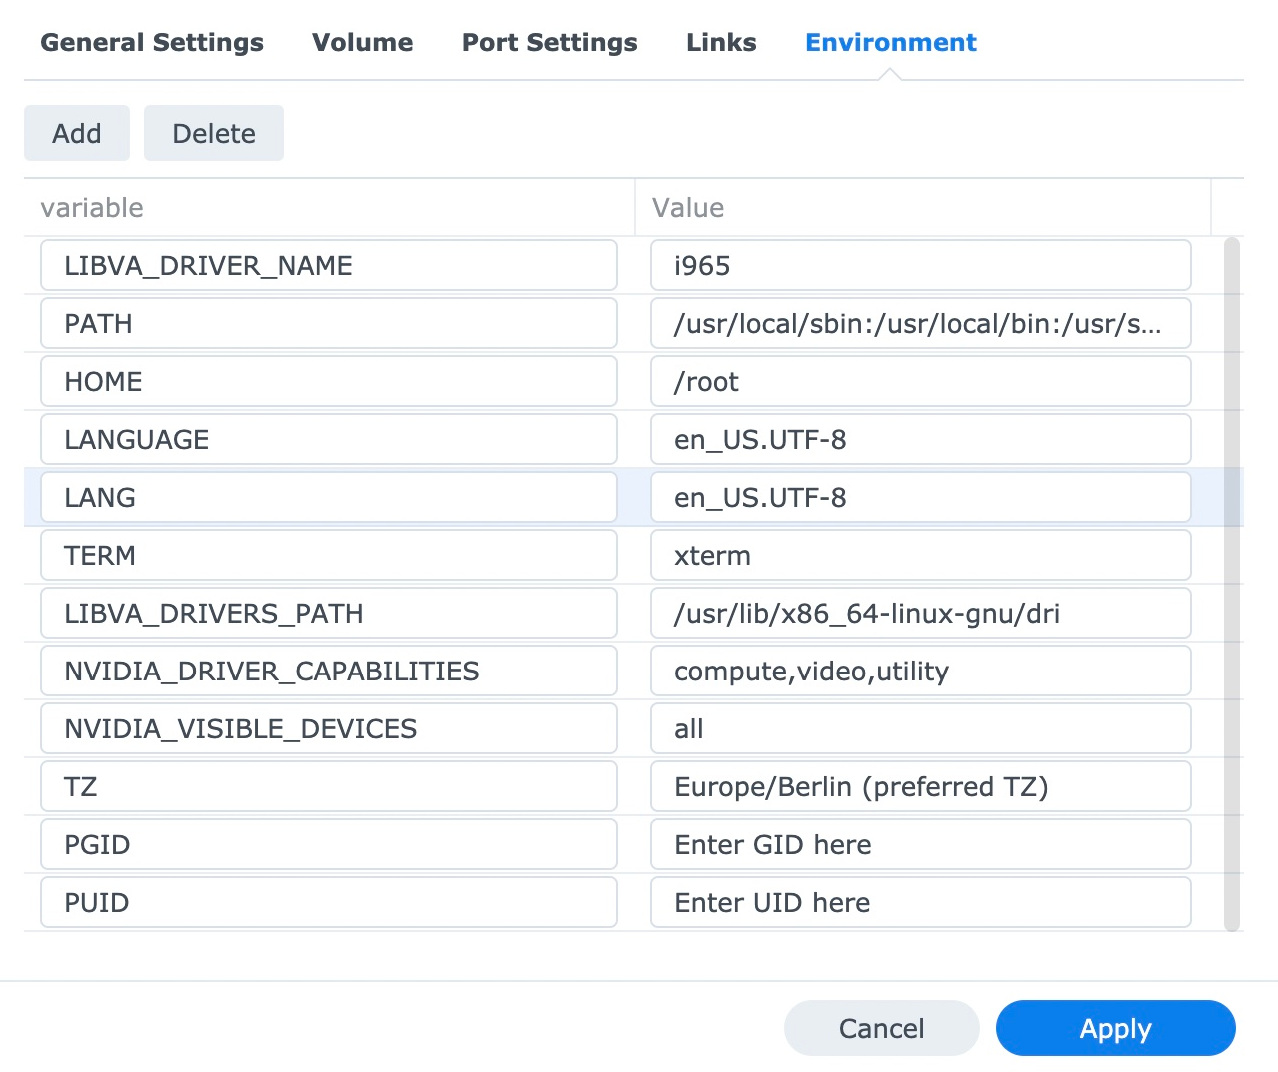 General Settings Volume Port Settings Links Environment
Add Delete
variable Value
LIBVA_DRIVER_NAME i965
PATH /usr/local/sbin:/usr/local/bin:/usr/s...
HOME /root
LANGUAGE en_US.UTF-8
LANG en_US.UTF-8
TERM xterm
LIBVA_DRIVERS_PATH /usr/lib/x86_64-linux-gnu/dri
NVIDIA_DRIVER_CAPABILITIES compute,video,utility
NVIDIA_VISIBLE_DEVICES all
TZ Europe/Berlin (preferred TZ)
PGID Enter GID here
PUID Enter UID here
Cancel Apply